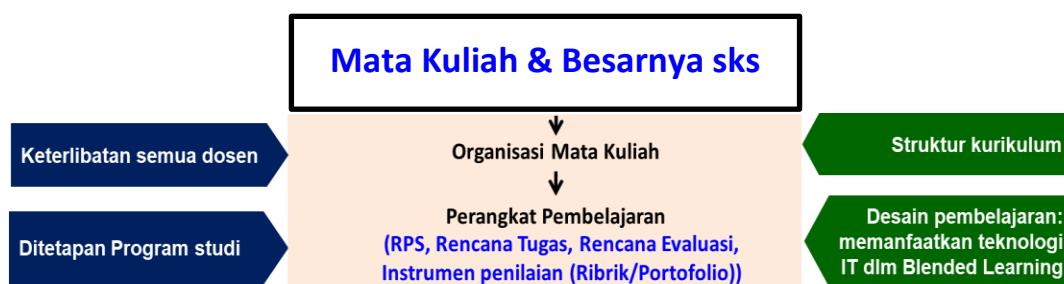 Mata Kuliah & Besarnya sks
Keterlibatan semua dosen
Organisasi Mata Kuliah
Struktur kurikulum
Ditetapan Program studi
Perangkat Pembelajaran
(RPS, Rencana Tugas, Rencana Evaluasi,
Instrumen penilaian (Ribrik/Portofolio))
Desain pembelajaran:
memanfaatkan teknologi
IT dlm Blended Learning